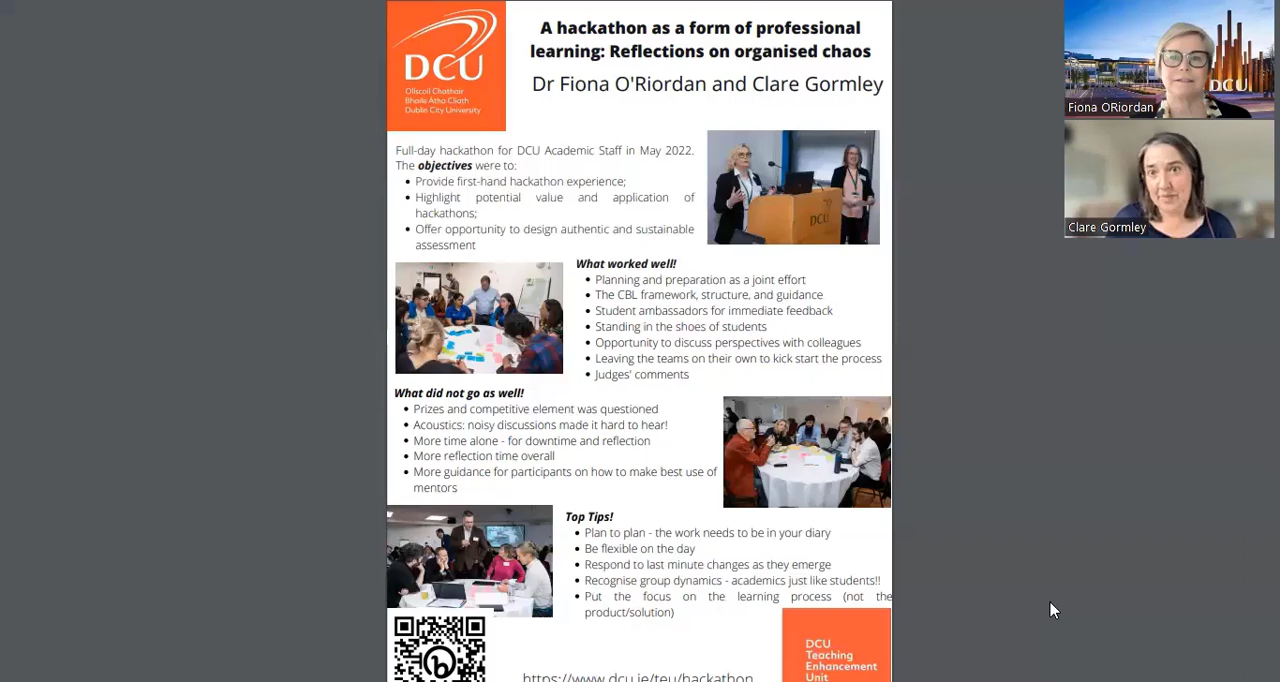 DCU
Ollscoil Chathair
Bhaile Átha Cliath
Dublin City University
A hackathon as a form of professional
learning: Reflections on organised chaos
Dr Fiona O'Riordan and Clare Gormley
Full-day hackathon for DCU Academic Staff in May 2022.
The objectives were to:
• Provide first-hand hackathon experience;
• Highlight potential value and application of
hackathons;
• Offer opportunity to design authentic and sustainable
assessment
DCU
What worked well!
• Planning and preparation as a joint effort
• The CBL framework, structure, and guidance
• Student ambassadors for immediate feedback
• Standing in the shoes of students
• Opportunity to discuss perspectives with colleagues
• Leaving the teams on their own to kick start the process
• Judges' comments
What did not go as well!
• Prizes and competitive element was questioned
• Acoustics: noisy discussions made it hard to hear!
• More time alone - for downtime and reflection
• More reflection time overall
• More guidance for participants on how to make best use of
mentors
Top Tips!
• Plan to plan - the work needs to be in your diary
• Be flexible on the day
• Respond to last minute changes as they emerge
• Recognise group dynamics - academics just like students!!
• Put the focus on the learning process (not the
product/solution)
b
https://www.dcu.ie/teu/hackathon
DCU
Teaching
Enhancement
Unit
DCU
Fiona ORiordan
Clare Gormley